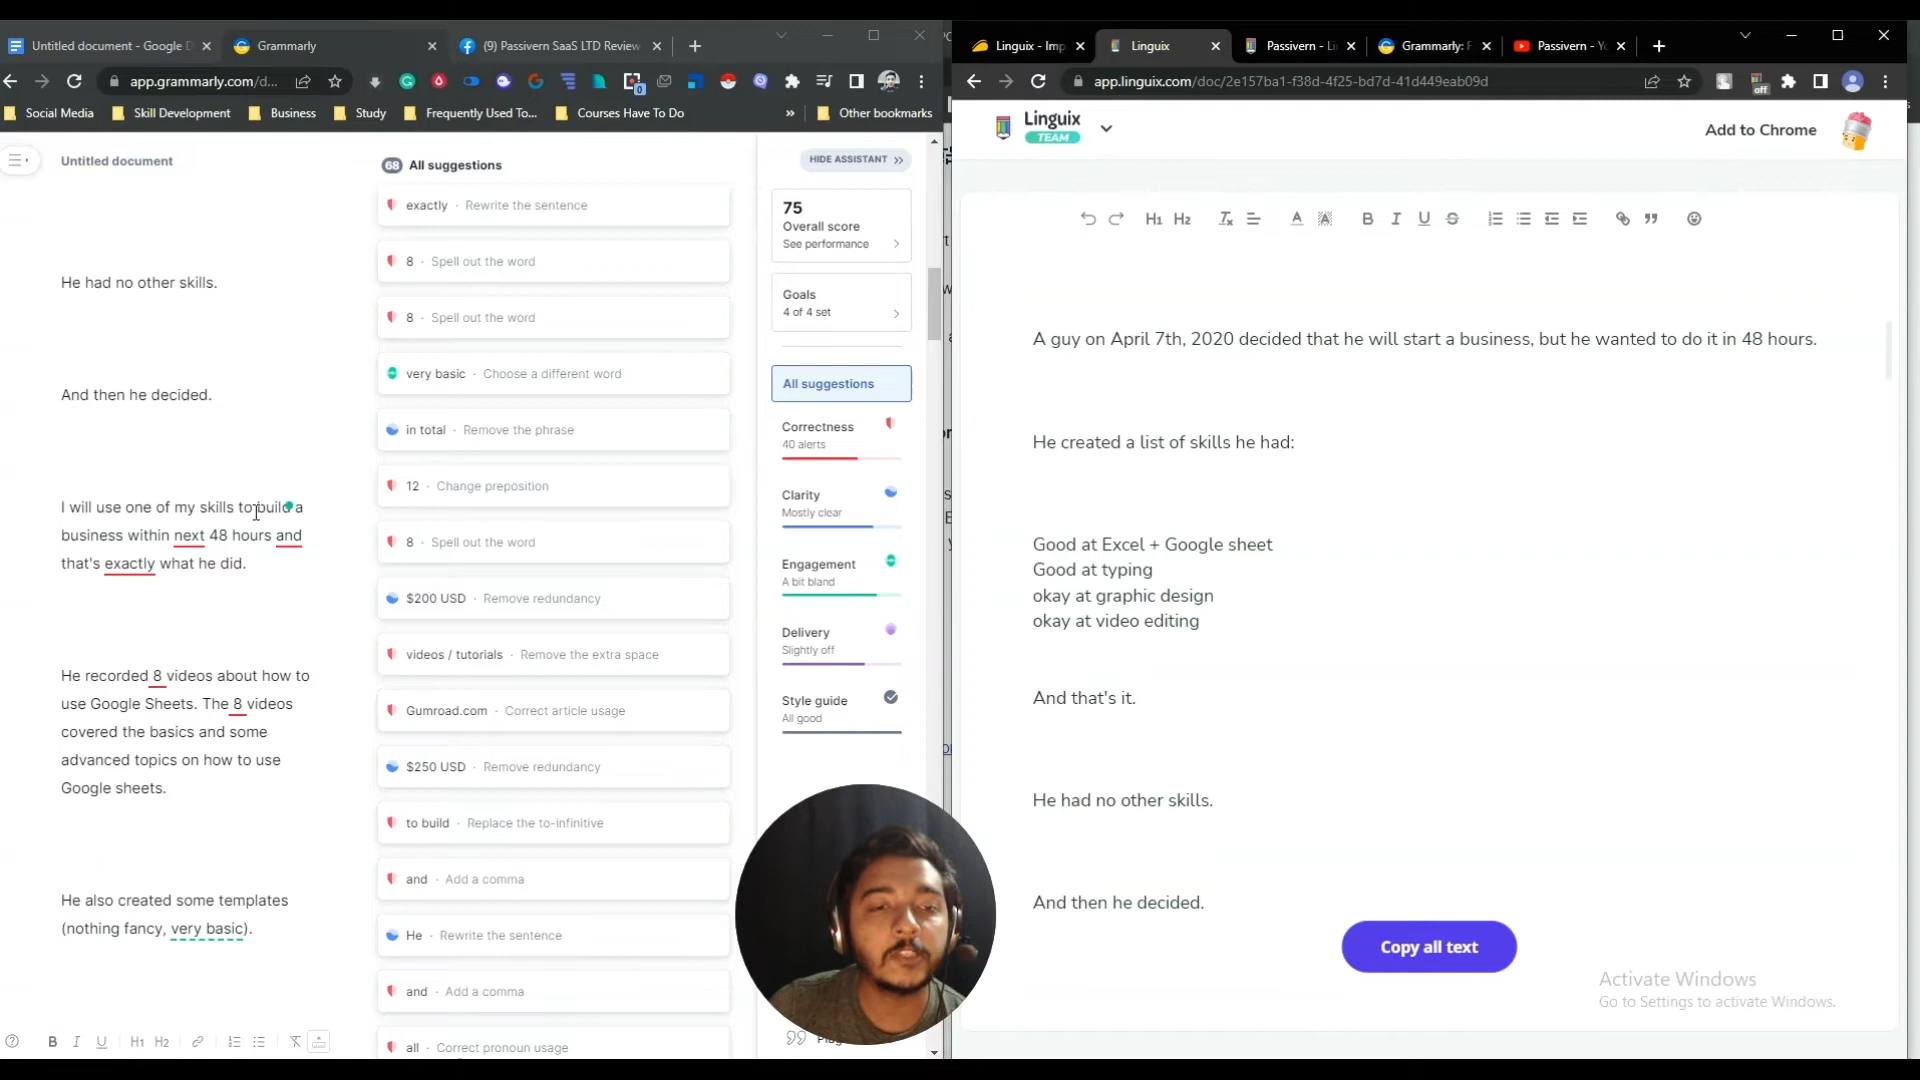 Untitled document - Google D
Grammarly
(9) Passivern SaaS LTD Review
app.grammarly.com/d...
Social Media
Skill Development
Business
Study
Frequently Used To...
Courses Have To Do
»
Other bookmarks
Untitled document
He had no other skills.
And then he decided.
I will use one of my skills to build a
business within next 48 hours and
that's exactly what he did.
He recorded 8 videos about how to
use Google Sheets. The 8 videos
covered the basics and some
advanced topics on how to use
Google sheets.
He also created some templates
(nothing fancy, very basic).
B I U H1 H2
68 All suggestions
exactly · Rewrite the sentence
8 · Spell out the word
8 · Spell out the word
very basic · Choose a different word
in total · Remove the phrase
12 · Change preposition
8 · Spell out the word
$200 USD · Remove redundancy
videos / tutorials · Remove the extra space
Gumroad.com · Correct article usage
$250 USD · Remove redundancy
to build · Replace the to-infinitive
and · Add a comma
He · Rewrite the sentence
and · Add a comma
all · Correct pronoun usage
HIDE ASSISTANT »
75
Overall score
See performance
Goals
4 of 4 set
All suggestions
Correctness
40 alerts
Clarity
Mostly clear
Engagement
A bit bland
Delivery
Slightly off
Style guide
All good
Linguix - Imp
Linguix
Passivern - Li
Grammarly: F
Passivern - Yo
app.linguix.com/doc/2e157ba1-f38d-4f25-bd7d-41d449eab09d
off
Linguix
TEAM
Add to Chrome
H1 H2 A A B I U S
A guy on April 7th, 2020 decided that he will start a business, but he wanted to do it in 48 hours.
He created a list of skills he had:
Good at Excel + Google sheet
Good at typing
okay at graphic design
okay at video editing
And that's it.
He had no other skills.
And then he decided.
Copy all text
Activate Windows
Go to Settings to activate Windows.